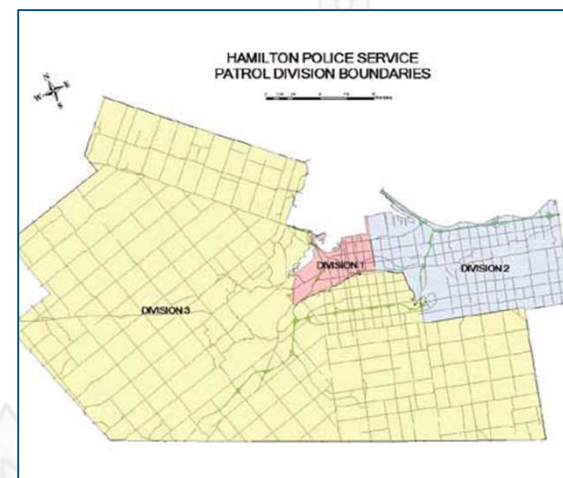 HAMILTON POLICE SERVICE
PATROL DIVISION BOUNDARIES
N
W E
S
DIVISION 1
DIVISION 2
DIVISION 3